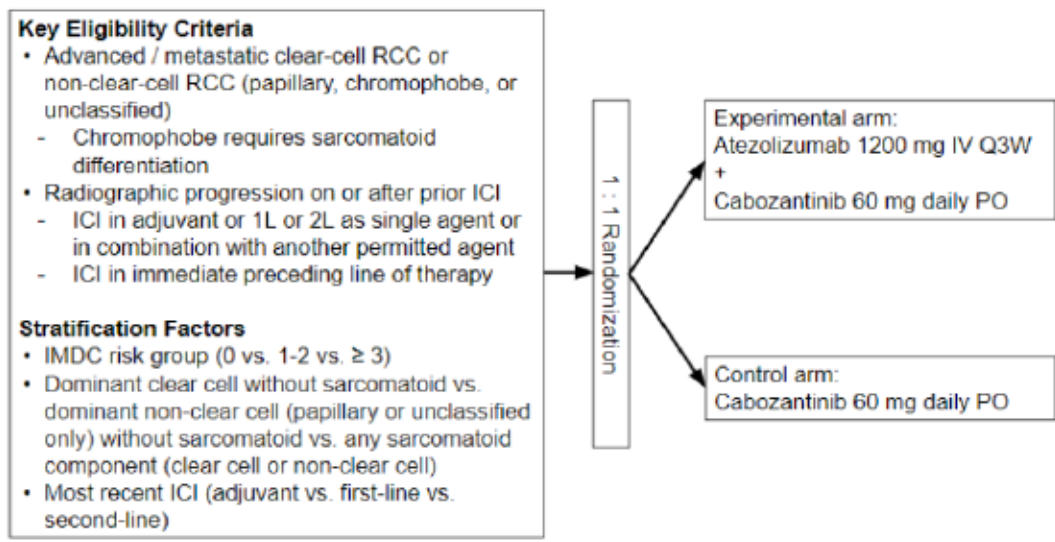 Key Eligibility Criteria
• Advanced / metastatic clear-cell RCC or
non-clear-cell RCC (papillary, chromophobe, or
unclassified)
- Chromophobe requires sarcomatoid
differentiation
• Radiographic progression on or after prior ICI
- ICI in adjuvant or 1L or 2L as single agent or
in combination with another permitted agent
- ICI in immediate preceding line of therapy
Stratification Factors
• IMDC risk group (0 vs. 1-2 vs. ≥ 3)
• Dominant clear cell without sarcomatoid vs.
dominant non-clear cell (papillary or unclassified
only) without sarcomatoid vs. any sarcomatoid
component (clear cell or non-clear cell)
• Most recent ICI (adjuvant vs. first-line vs.
second-line)
1 : 1 Randomization
Experimental arm:
Atezolizumab 1200 mg IV Q3W
+
Cabozantinib 60 mg daily PO
Control arm:
Cabozantinib 60 mg daily PO